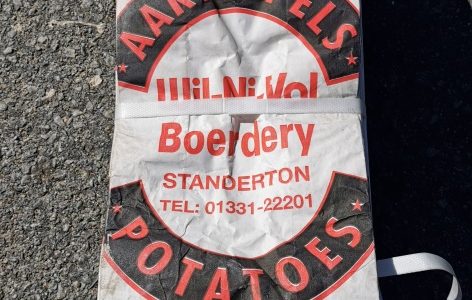 Wil-Ni-Vol
Boerdery
STANDERTON
TEL: 01331-22201
POTATOES